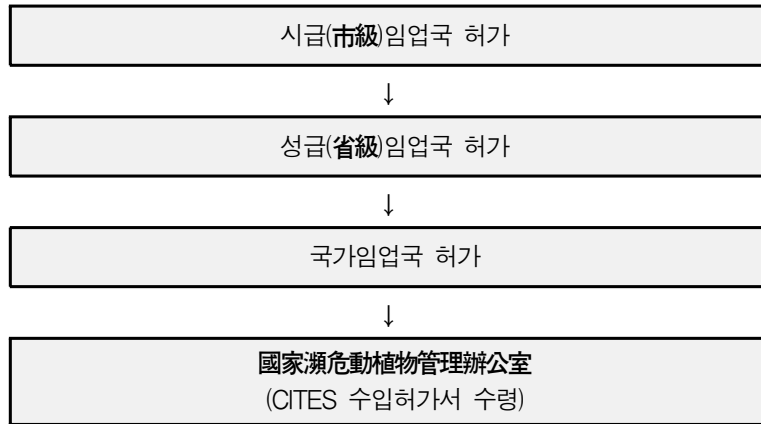 시급(市級)임업국 허가
↓
성급(省級)임업국 허가
↓
국가임업국 허가
↓
國家瀕危動植物管理辦公室
(CITES 수입허가서 수령)